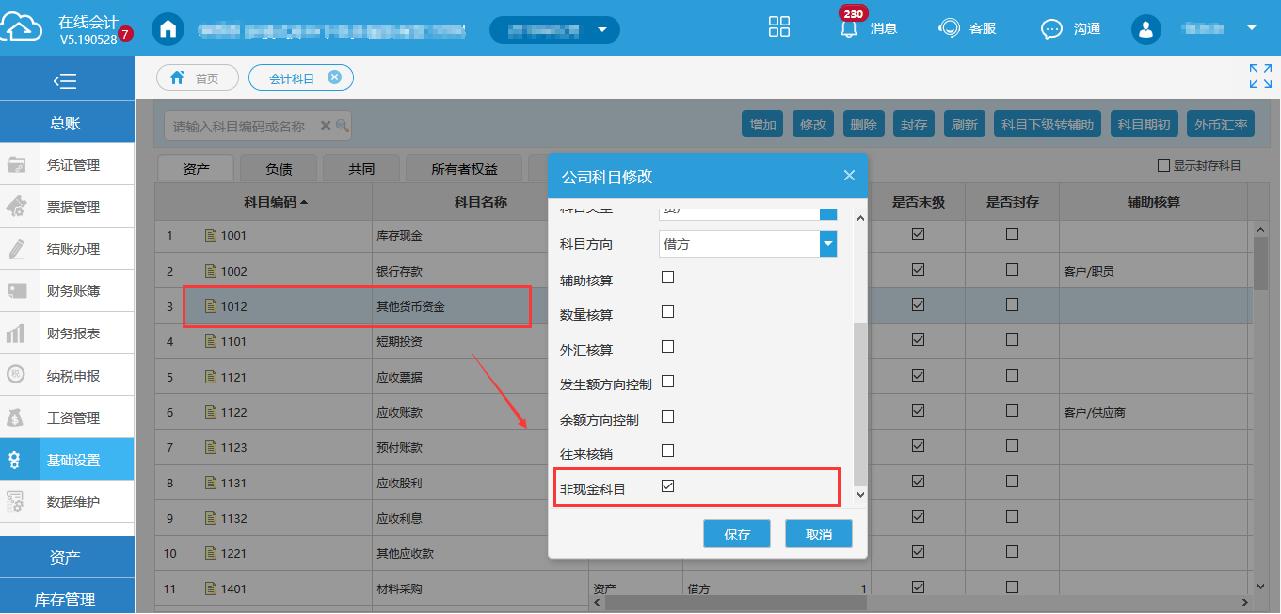 在线会计
V5.190528
7
230
消息
客服
沟通
首页
会计科目
总账
凭证管理
票据管理
结账办理
财务账簿
财务报表
纳税申报
税
工资管理
基础设置
数据维护
资产
库存管理
请输入科目编码或名称
增加
修改
删除
封存
刷新
科目下级转辅助
科目期初
外币汇率
资产
负债
共同
所有者权益
显示封存科目
科目编码
科目名称
是否末级
是否封存
辅助核算
1 1001 库存现金
2 1002 银行存款 客户/职员
3 1012 其他货币资金
4 1101 短期投资
5 1121 应收票据
6 1122 应收账款 客户/供应商
7 1123 预付账款
8 1131 应收股利
9 1132 应收利息
10 1221 其他应收款
11 1401 材料采购 资产 借方 1
公司科目修改
科目方向
借方
辅助核算
数量核算
外汇核算
发生额方向控制
余额方向控制
往来核销
非现金科目
保存
取消